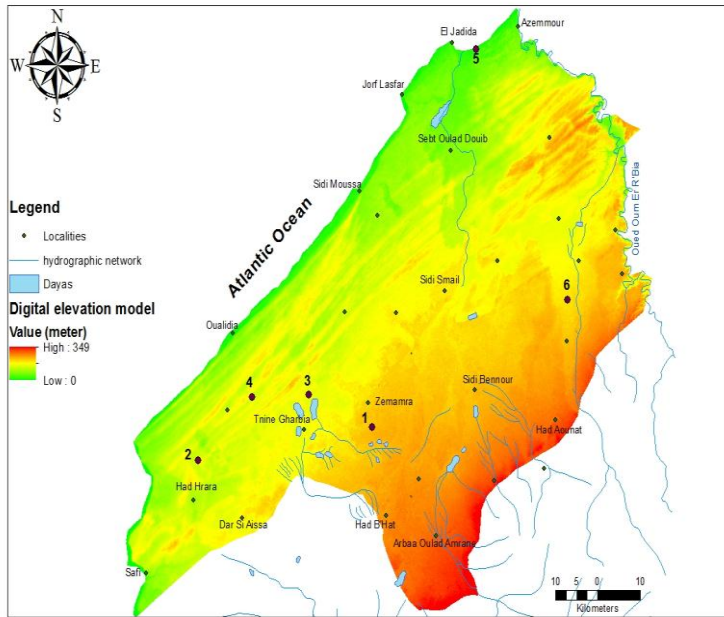 N
W E
S
El Jadida
Azemmour
5
Jorf Lasfar
Sebt Oulad Douib
Sidi Moussa
Legend
Localities
hydrographic network
Dayas
Digital elevation model
Value (meter)
High : 349
Low : 0
Atlantic Ocean
Oued Oum Er R'Bia
Sidi Smail
6
Oualidia
4
3
Zemamra
Sidi Bennour
Tnine Gharbia
1
Had Aounat
2
Had Hrara
Dar Si Aissa
Had B'Hat
Arbaa Oulad Amrane
Safi
10 5 0 10
Kilometers